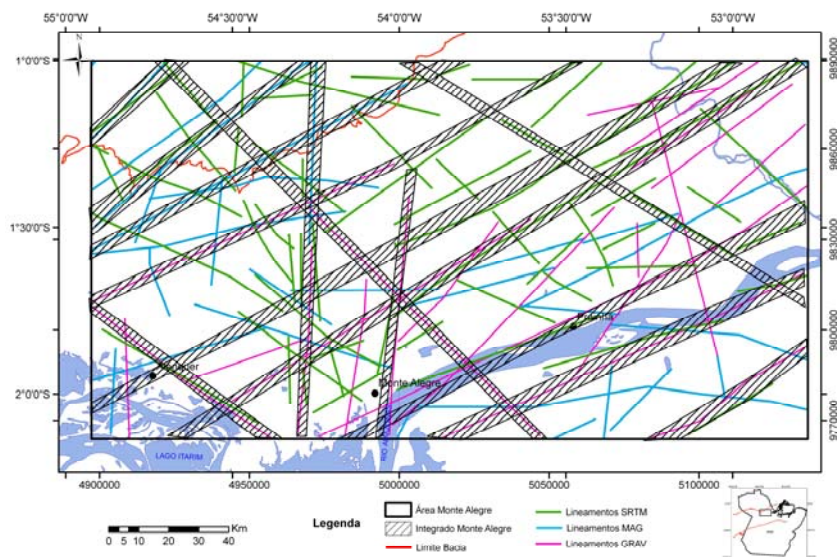 55°0'0"W 54°30'0"W 54°0'0"W 53°30'0"W 53°0'0"W
N
1°0'0"S 9890000
9860000
1°30'0"S 9830000
9800000
Monte Alegre
2°0'0"S
9770000
LAGO ITARIM
4900000 4950000 5000000 5050000 5100000
0 5 10 20 30 40 Km
Legenda
Área Monte Alegre
Integrado Monte Alegre
Limite Bacia
Lineamentos SRTM
Lineamentos MAG
Lineamentos GRAV